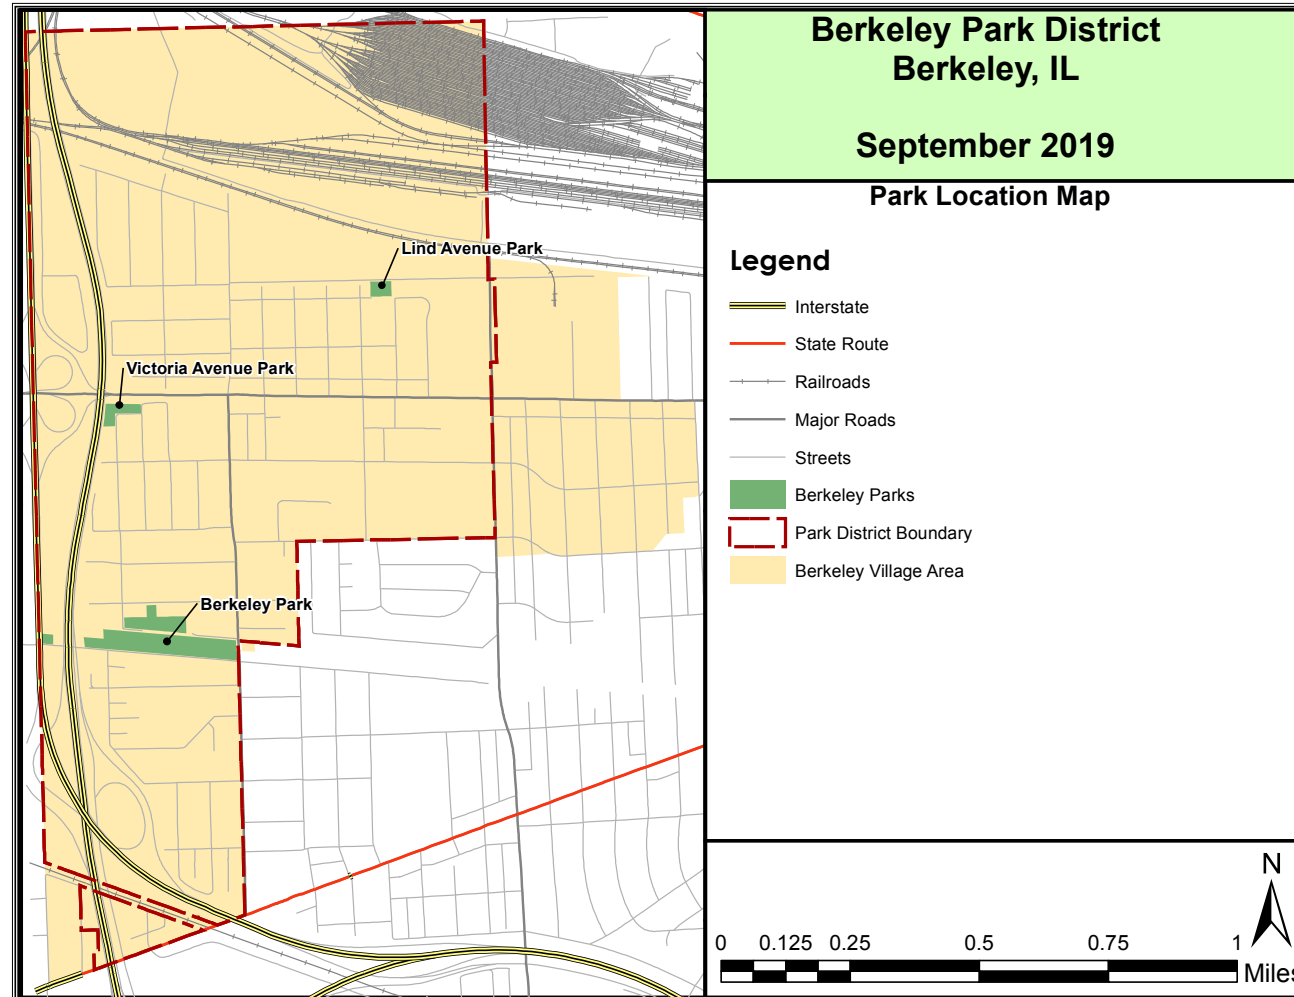 Berkeley Park District
Berkeley, IL
September 2019
Park Location Map
Legend
Interstate
State Route
Railroads
Major Roads
Streets
Berkeley Parks
Park District Boundary
Berkeley Village Area
Lind Avenue Park
Victoria Avenue Park
Berkeley Park
N
0 0.125 0.25 0.5 0.75 1
Miles